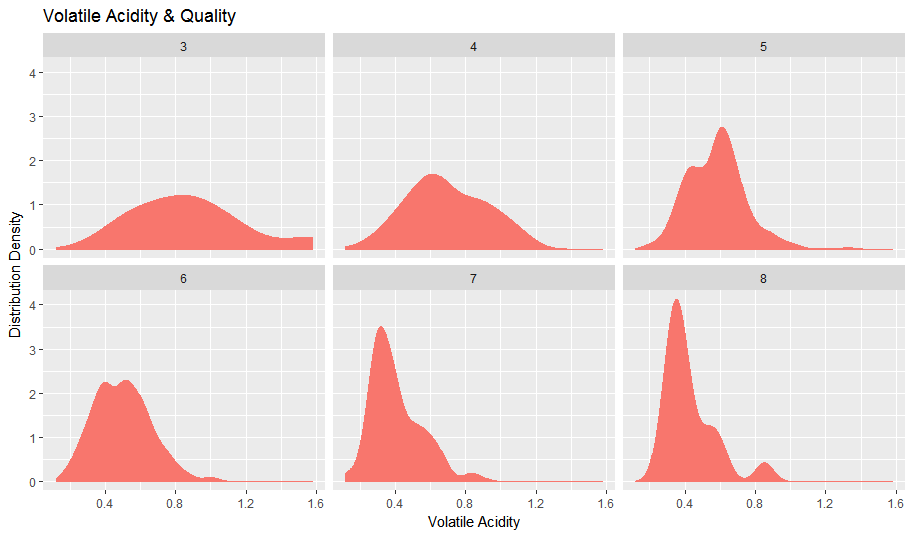 Volatile Acidity & Quality
3 4 5
4
3
2
1
0
Distribution Density
6 7 8
4
3
2
1
0
0.4 0.8 1.2 1.6 0.4 0.8 1.2 1.6 0.4 0.8 1.2 1.6
Volatile Acidity